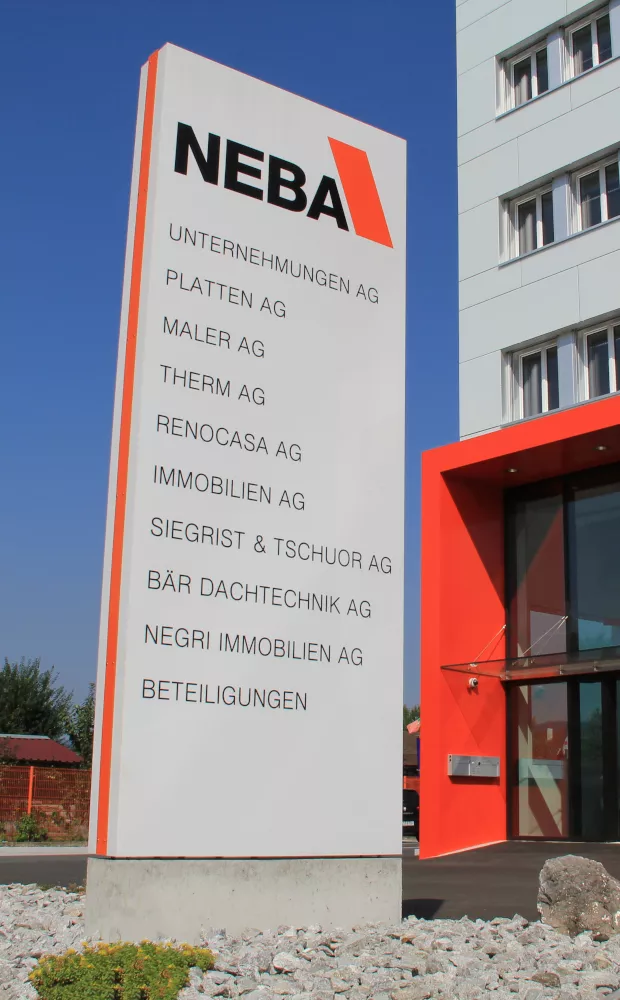 NEBA
UNTERNEHMUNGEN AG
PLATTEN AG
MALER AG
THERM AG
RENOCASA AG
IMMOBILIEN AG
SIEGRIST & TSCHUOR AG
BÄR DACHTECHNIK AG
NEGRI IMMOBILIEN AG
BETEILIGUNGEN